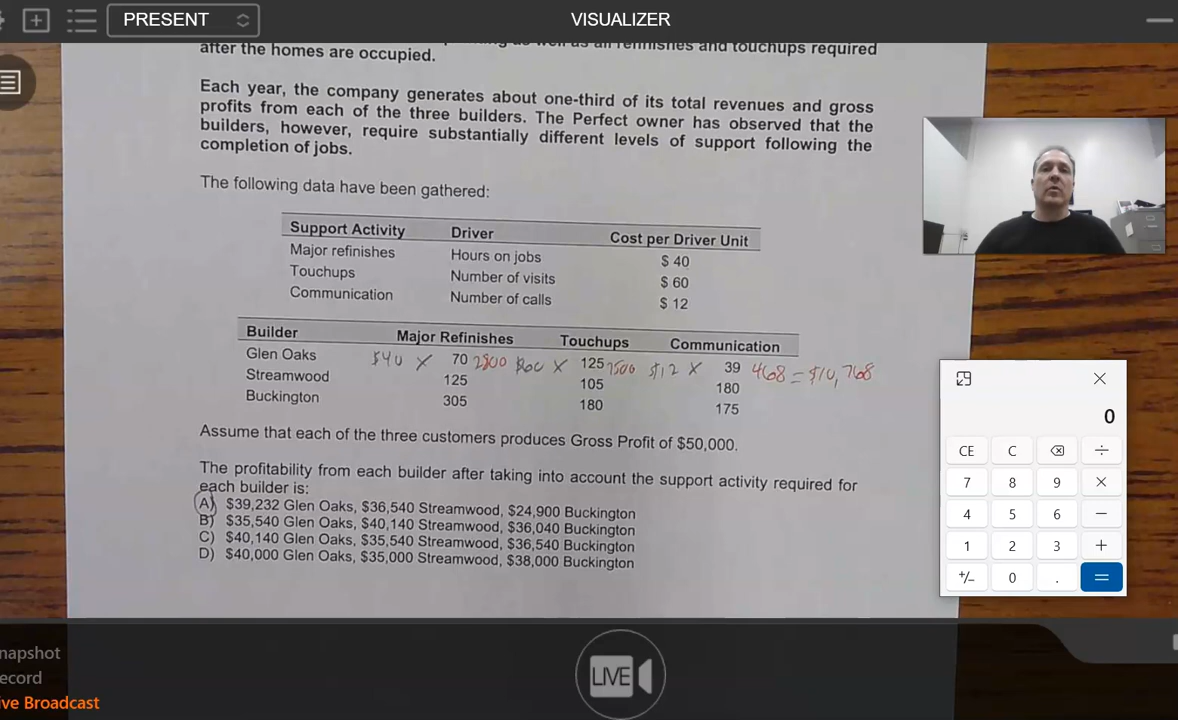 PRESENT
VISUALIZER
as well as all refinishes and touchups required
after the homes are occupied.
Each year, the company generates about one-third of its total revenues and gross
profits from each of the three builders. The Perfect owner has observed that the
builders, however, require substantially different levels of support following the
completion of jobs.
The following data have been gathered:
Support Activity Driver Cost per Driver Unit
Major refinishes Hours on jobs $ 40
Touchups Number of visits $ 60
Communication Number of calls $ 12
Builder Major Refinishes Touchups Communication
Glen Oaks $40 × 70 2800 $60 × 125 7500 $12 × 39 468 = $10,768
Streamwood 125 105 180
Buckington 305 180 175
Assume that each of the three customers produces Gross Profit of $50,000.
The profitability from each builder after taking into account the support activity required for
each builder is:
A) $39,232 Glen Oaks, $36,540 Streamwood, $24,900 Buckington
B) $35,540 Glen Oaks, $40,140 Streamwood, $36,040 Buckington
C) $40,140 Glen Oaks, $35,540 Streamwood, $36,540 Buckington
D) $40,000 Glen Oaks, $35,000 Streamwood, $38,000 Buckington
0
CE C ÷
7 8 9 ×
4 5 6 −
1 2 3 +
+/− 0 . =
napshot
ecord
ive Broadcast
LIVE